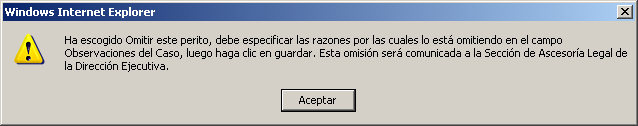 Windows Internet Explorer
Ha escogido Omitir este perito, debe especificar las razones por las cuales lo está omitiendo en el campo
Observaciones del Caso, luego haga clic en guardar. Esta omisión será comunicada a la Sección de Ascesoría Legal de
la Dirección Ejecutiva.
Aceptar